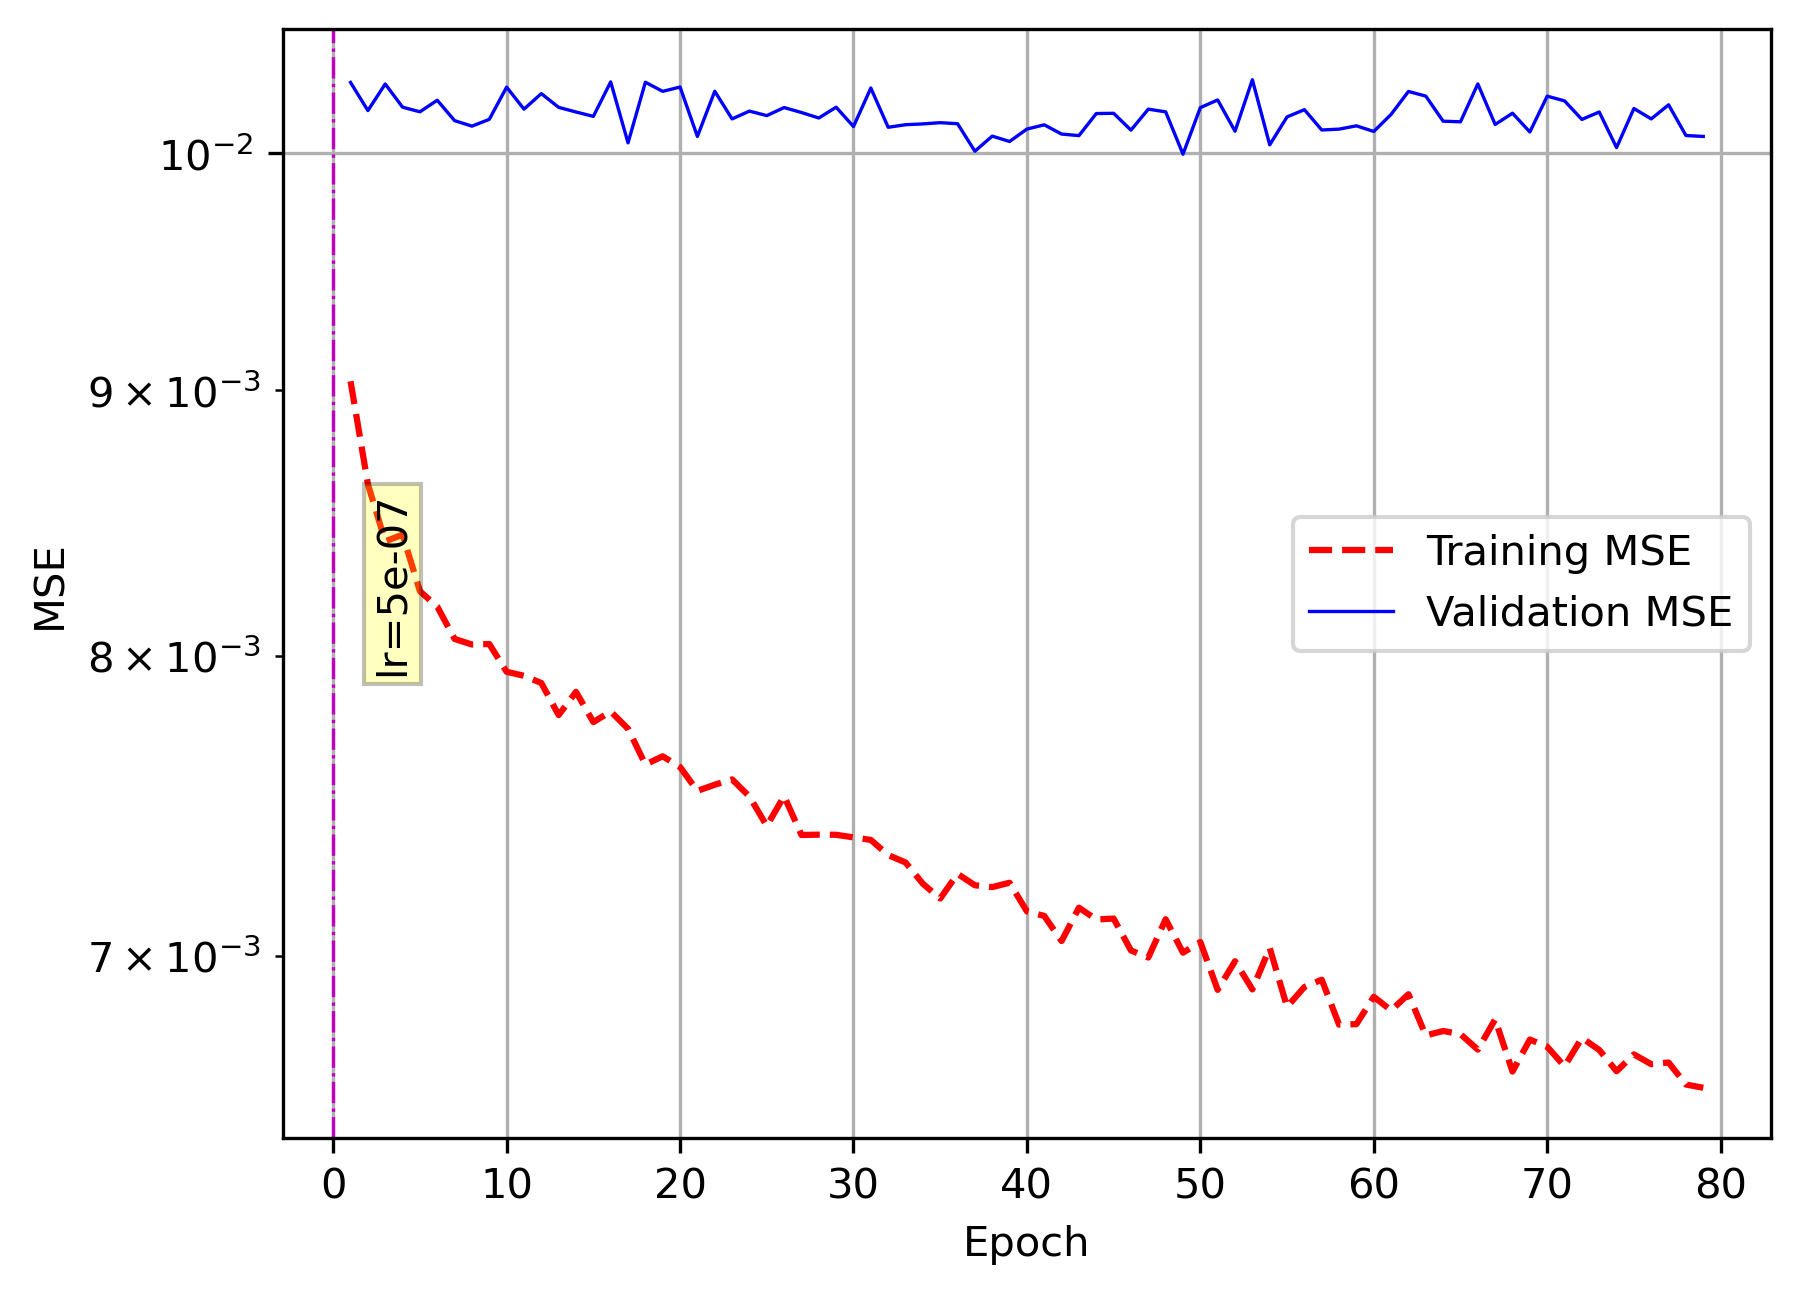 10⁻²
9 × 10⁻³
8 × 10⁻³
7 × 10⁻³
MSE
lr=5e-07
Training MSE
Validation MSE
0 10 20 30 40 50 60 70 80
Epoch